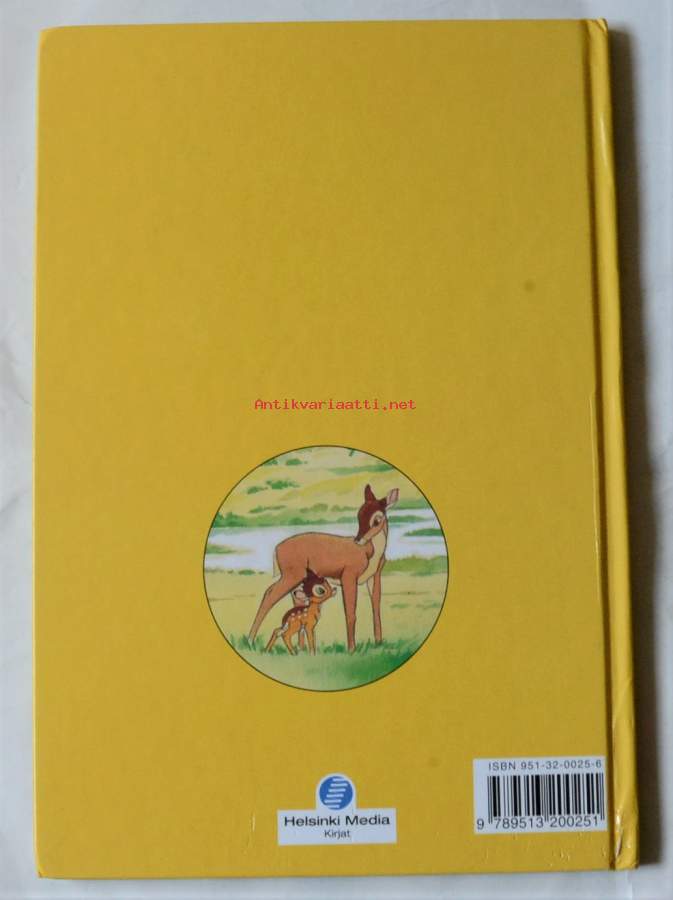 Antikvariaatti.net
ISBN 951-32-0025-6
9 789513 200251
Helsinki Media
Kirjat